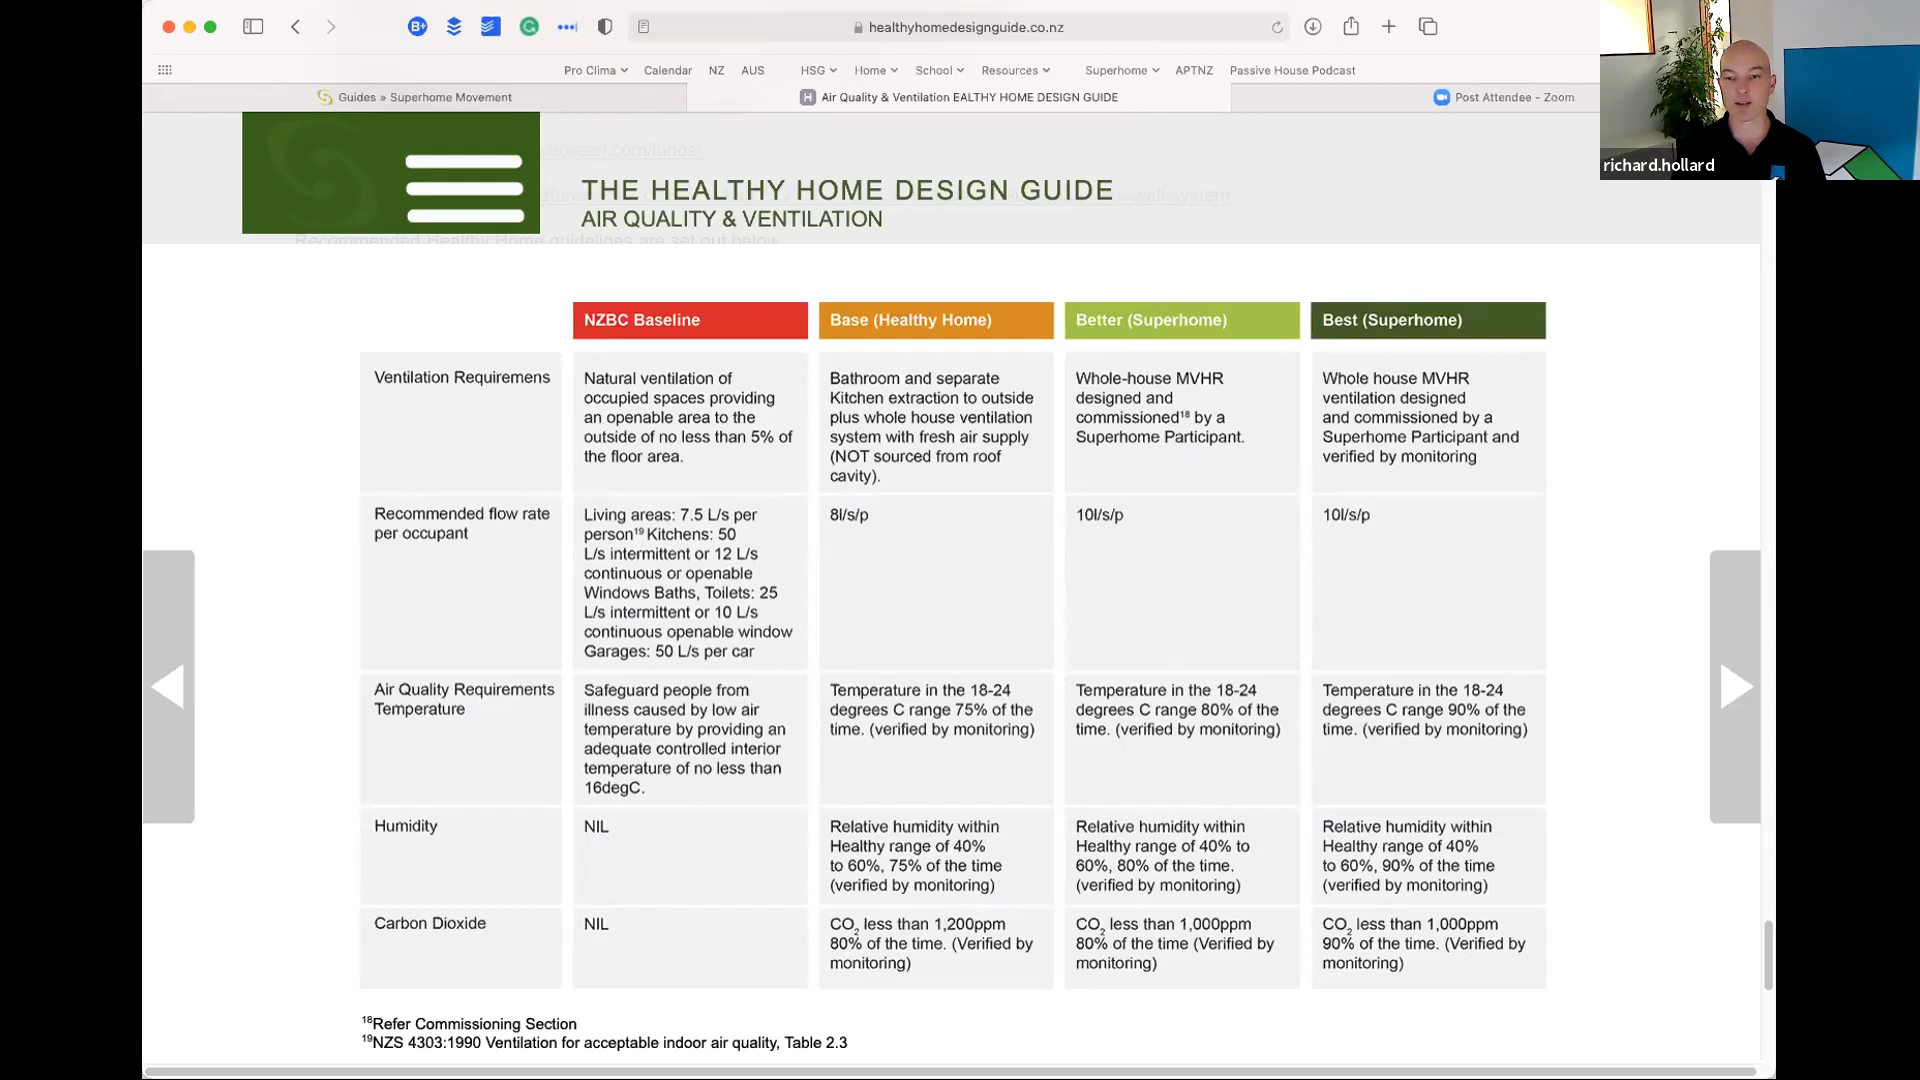 healthyhomedesignguide.co.nz
Pro Clima
Calendar
NZ
AUS
HSG
Home
School
Resources
Superhome
APTNZ
Passive House Podcast
Guides » Superhome Movement
H
Air Quality & Ventilation EALTHY HOME DESIGN GUIDE
Post Attendee - Zoom
richard.hollard
THE HEALTHY HOME DESIGN GUIDE
AIR QUALITY & VENTILATION
Recommended Healthy Home guidelines are set out below
NZBC Baseline
Base (Healthy Home)
Better (Superhome)
Best (Superhome)
Ventilation Requiremens
Natural ventilation of
occupied spaces providing
an openable area to the
outside of no less than 5% of
the floor area.
Bathroom and separate
Kitchen extraction to outside
plus whole house ventilation
system with fresh air supply
(NOT sourced from roof
cavity).
Whole-house MVHR
designed and
commissioned18 by a
Superhome Participant.
Whole house MVHR
ventilation designed
and commissioned by a
Superhome Participant and
verified by monitoring
Recommended flow rate
per occupant
Living areas: 7.5 L/s per
person19 Kitchens: 50
L/s intermittent or 12 L/s
continuous or openable
Windows Baths, Toilets: 25
L/s intermittent or 10 L/s
continuous openable window
Garages: 50 L/s per car
8l/s/p
10l/s/p
10l/s/p
Air Quality Requirements
Temperature
Safeguard people from
illness caused by low air
temperature by providing an
adequate controlled interior
temperature of no less than
16degC.
Temperature in the 18-24
degrees C range 75% of the
time. (verified by monitoring)
Temperature in the 18-24
degrees C range 80% of the
time. (verified by monitoring)
Temperature in the 18-24
degrees C range 90% of the
time. (verified by monitoring)
Humidity
NIL
Relative humidity within
Healthy range of 40%
to 60%, 75% of the time
(verified by monitoring)
Relative humidity within
Healthy range of 40% to
60%, 80% of the time.
(verified by monitoring)
Relative humidity within
Healthy range of 40%
to 60%, 90% of the time
(verified by monitoring)
Carbon Dioxide
NIL
CO2 less than 1,200ppm
80% of the time. (Verified by
monitoring)
CO2 less than 1,000ppm
80% of the time (Verified by
monitoring)
CO2 less than 1,000ppm
90% of the time. (Verified by
monitoring)
18Refer Commissioning Section
19NZS 4303:1990 Ventilation for acceptable indoor air quality, Table 2.3